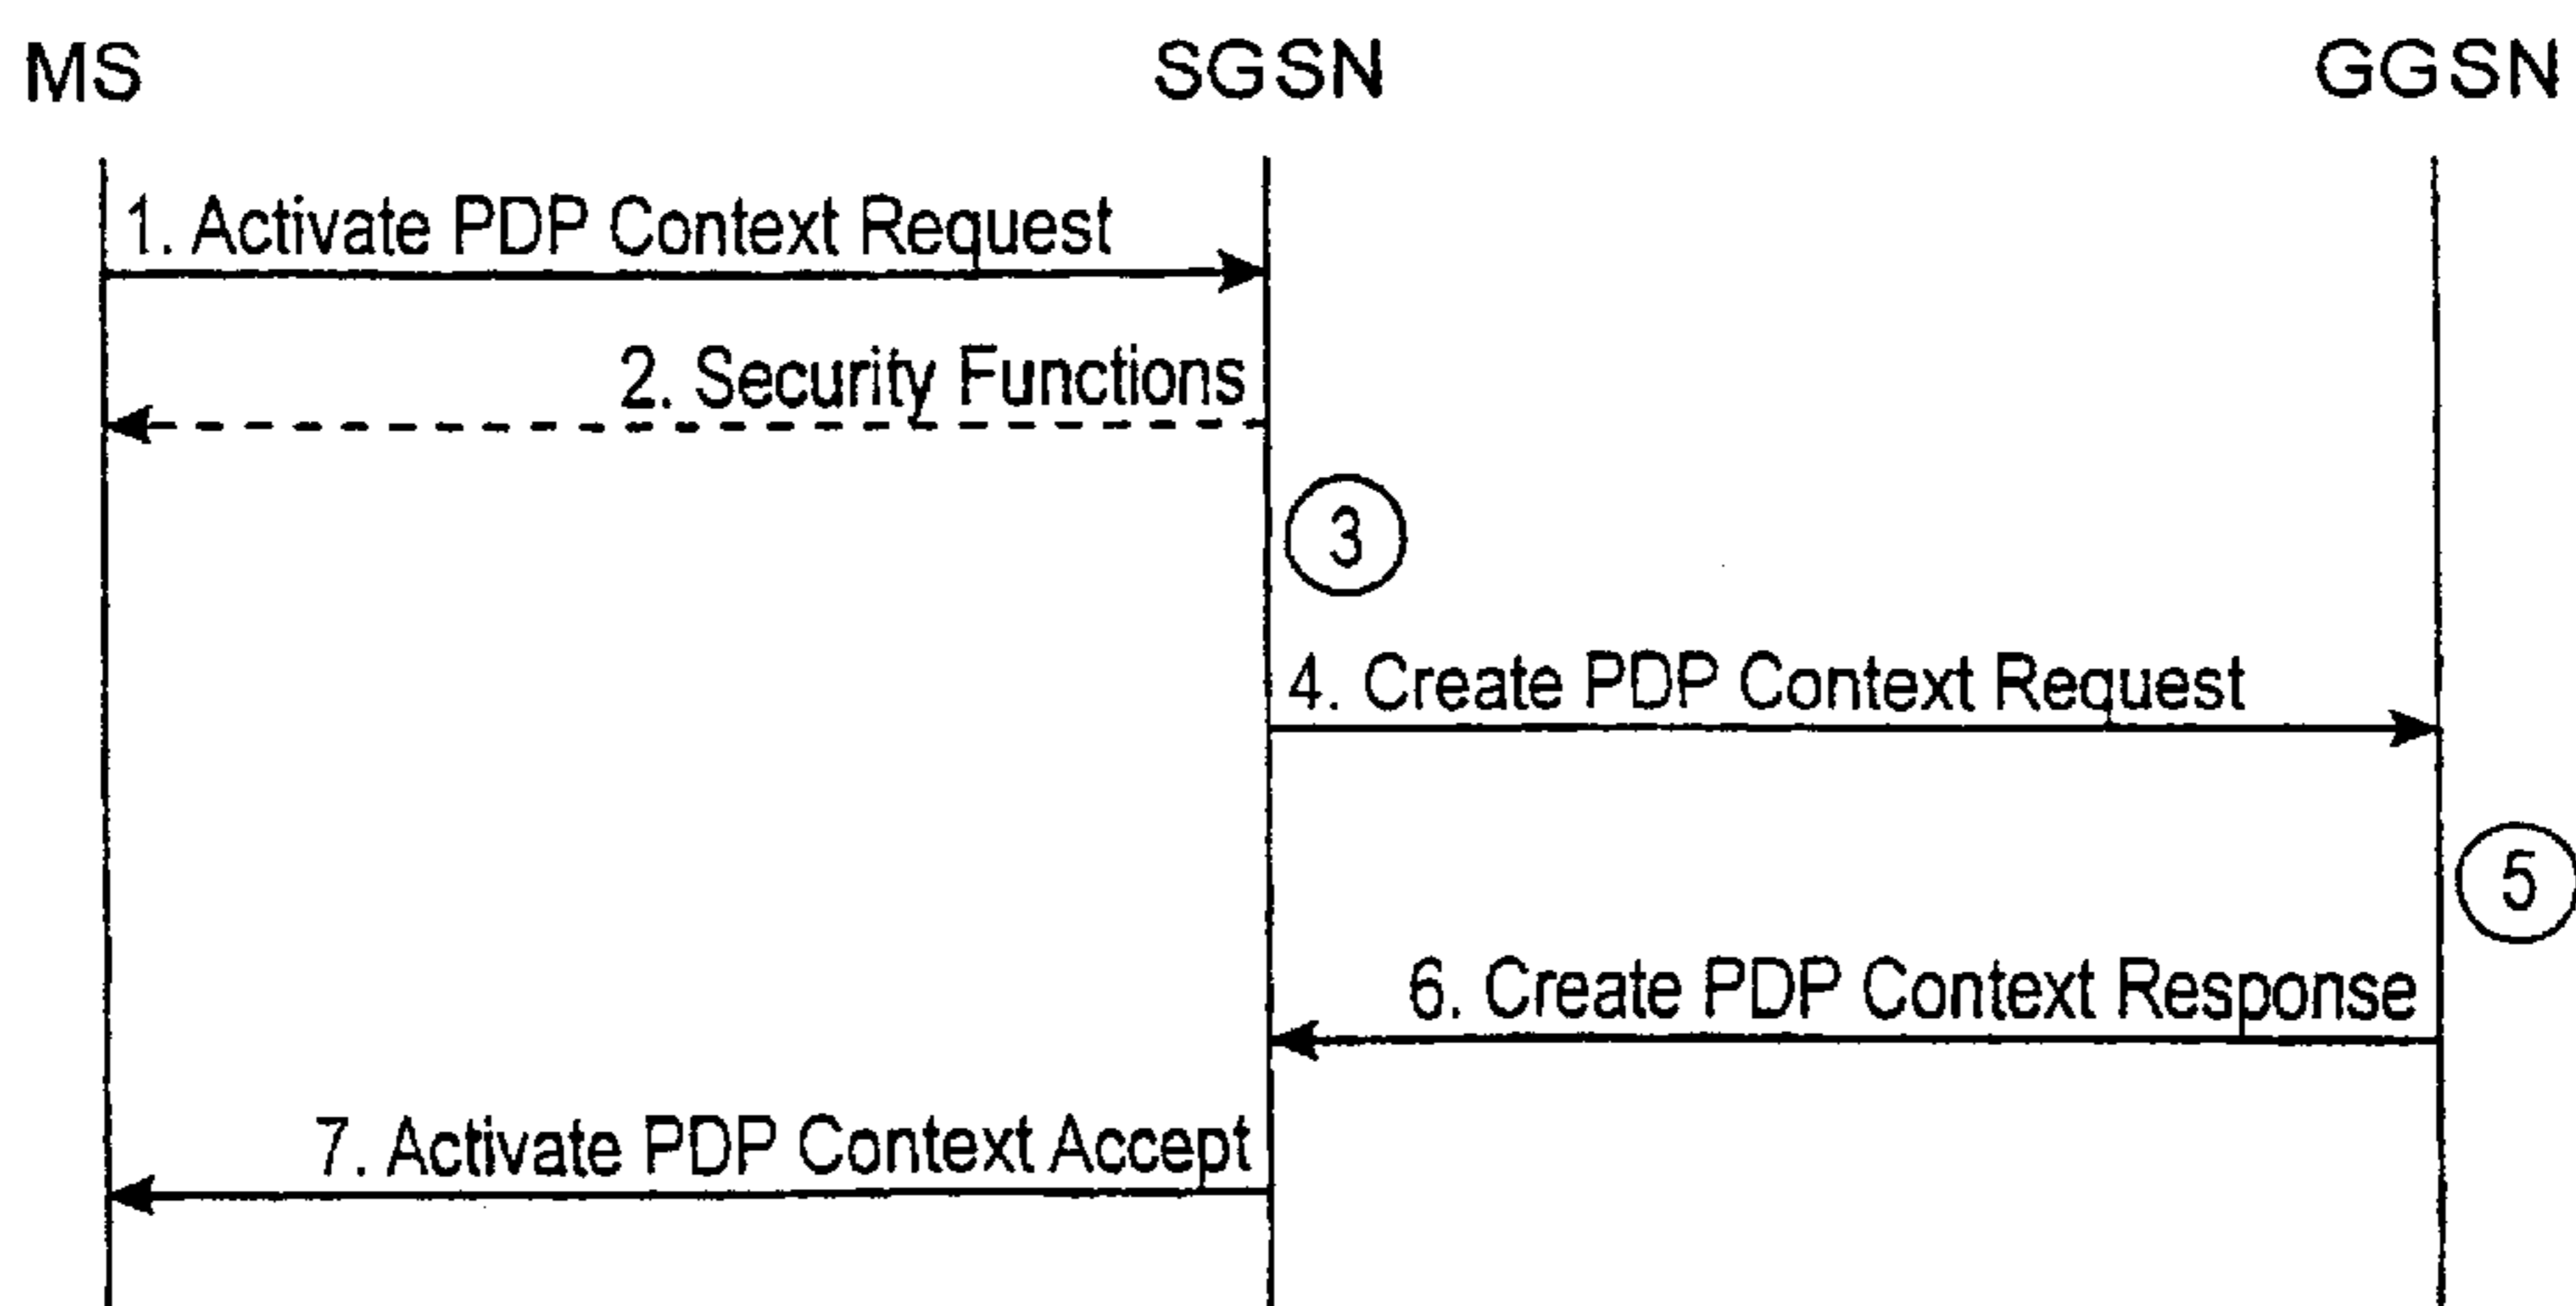 MS SGSN GGSN
1. Activate PDP Context Request
2. Security Functions
3
4. Create PDP Context Request
5
6. Create PDP Context Response
7. Activate PDP Context Accept